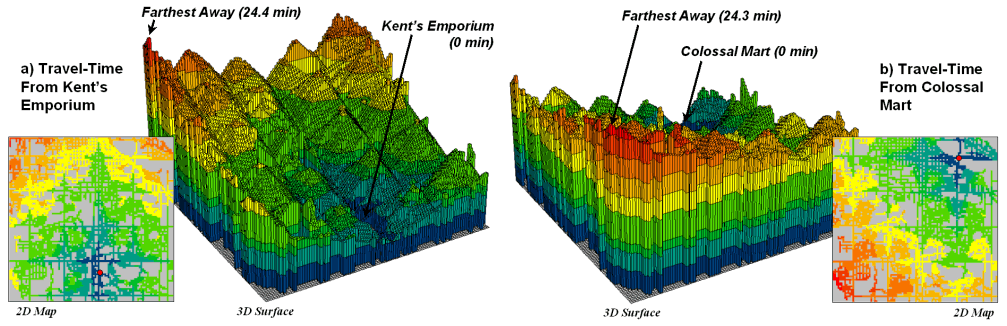 Farthest Away (24.4 min)
Kent's Emporium
(0 min)
a) Travel-Time
From Kent's
Emporium
2D Map
3D Surface
Farthest Away (24.3 min)
Colossal Mart (0 min)
b) Travel-Time
From Colossal
Mart
3D Surface
2D Map